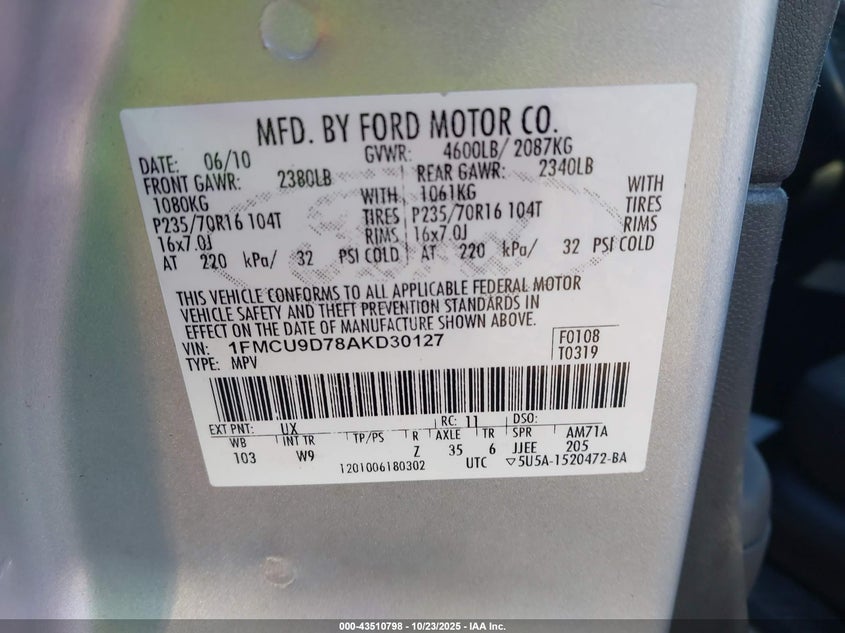 MFD. BY FORD MOTOR CO.
DATE: 06/10 GVWR: 4600LB/ 2087KG
FRONT GAWR: 2380LB REAR GAWR: 2340LB
1080KG WITH 1061KG WITH
P235/70R16 104T TIRES P235/70R16 104T TIRES
16x7.0J RIMS 16x7.0J RIMS
AT 220 kPa/ 32 PSI COLD AT 220 kPa/ 32 PSI COLD
THIS VEHICLE CONFORMS TO ALL APPLICABLE FEDERAL MOTOR
VEHICLE SAFETY AND THEFT PREVENTION STANDARDS IN
EFFECT ON THE DATE OF MANUFACTURE SHOWN ABOVE.
VIN: 1FMCU9D78AKD30127 F0108
TYPE: MPV T0319
EXT PNT: UX RC: 11 DSO:
WB INT TR TP/PS R AXLE TR SPR AM71A
103 W9 Z 35 6 JJEE 205
1201006180302 UTC ▽5U5A-1520472-BA
000-43510798 - 10/23/2025 - IAA Inc.